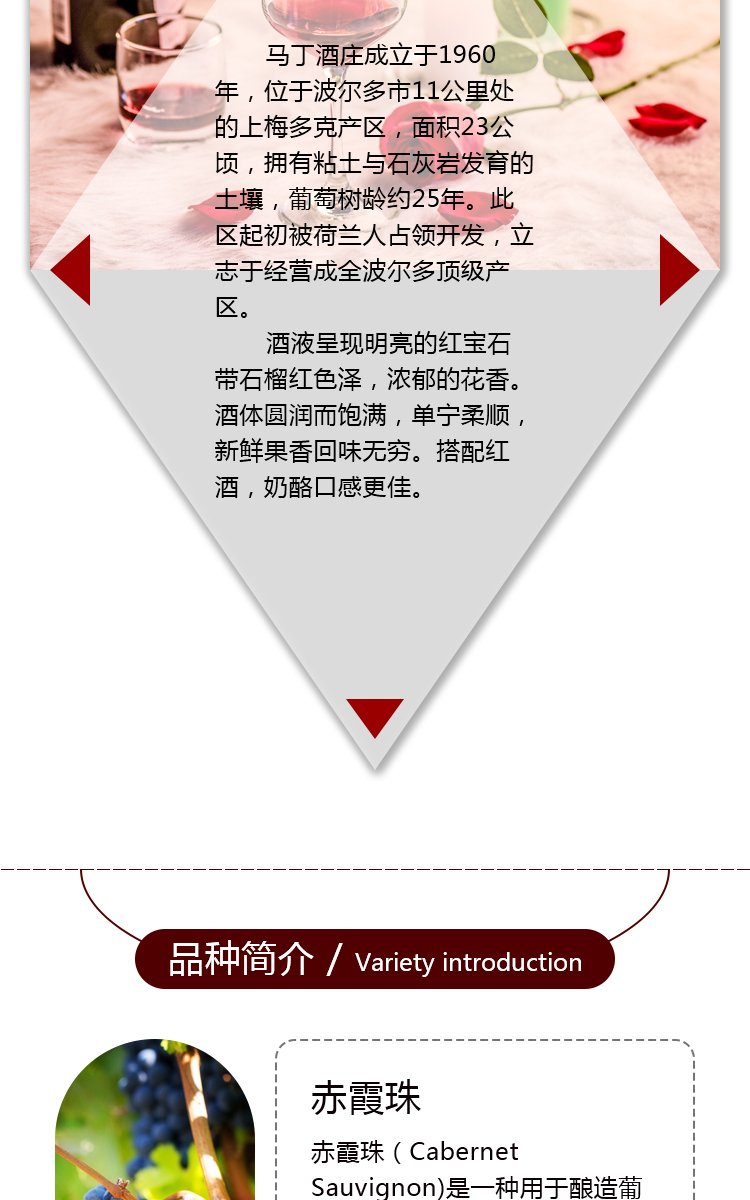 马丁酒庄成立于1960
年，位于波尔多市11公里处
的上梅多克产区，面积23公
顷，拥有粘土与石灰岩发育的
土壤，葡萄树龄约25年。此
区起初被荷兰人占领开发，立
志于经营成全波尔多顶级产
区。
酒液呈现明亮的红宝石
带石榴红色泽，浓郁的花香。
酒体圆润而饱满，单宁柔顺，
新鲜果香回味无穷。搭配红
酒，奶酪口感更佳。
品种简介 / Variety introduction
赤霞珠
赤霞珠（Cabernet
Sauvignon)是一种用于酿造葡